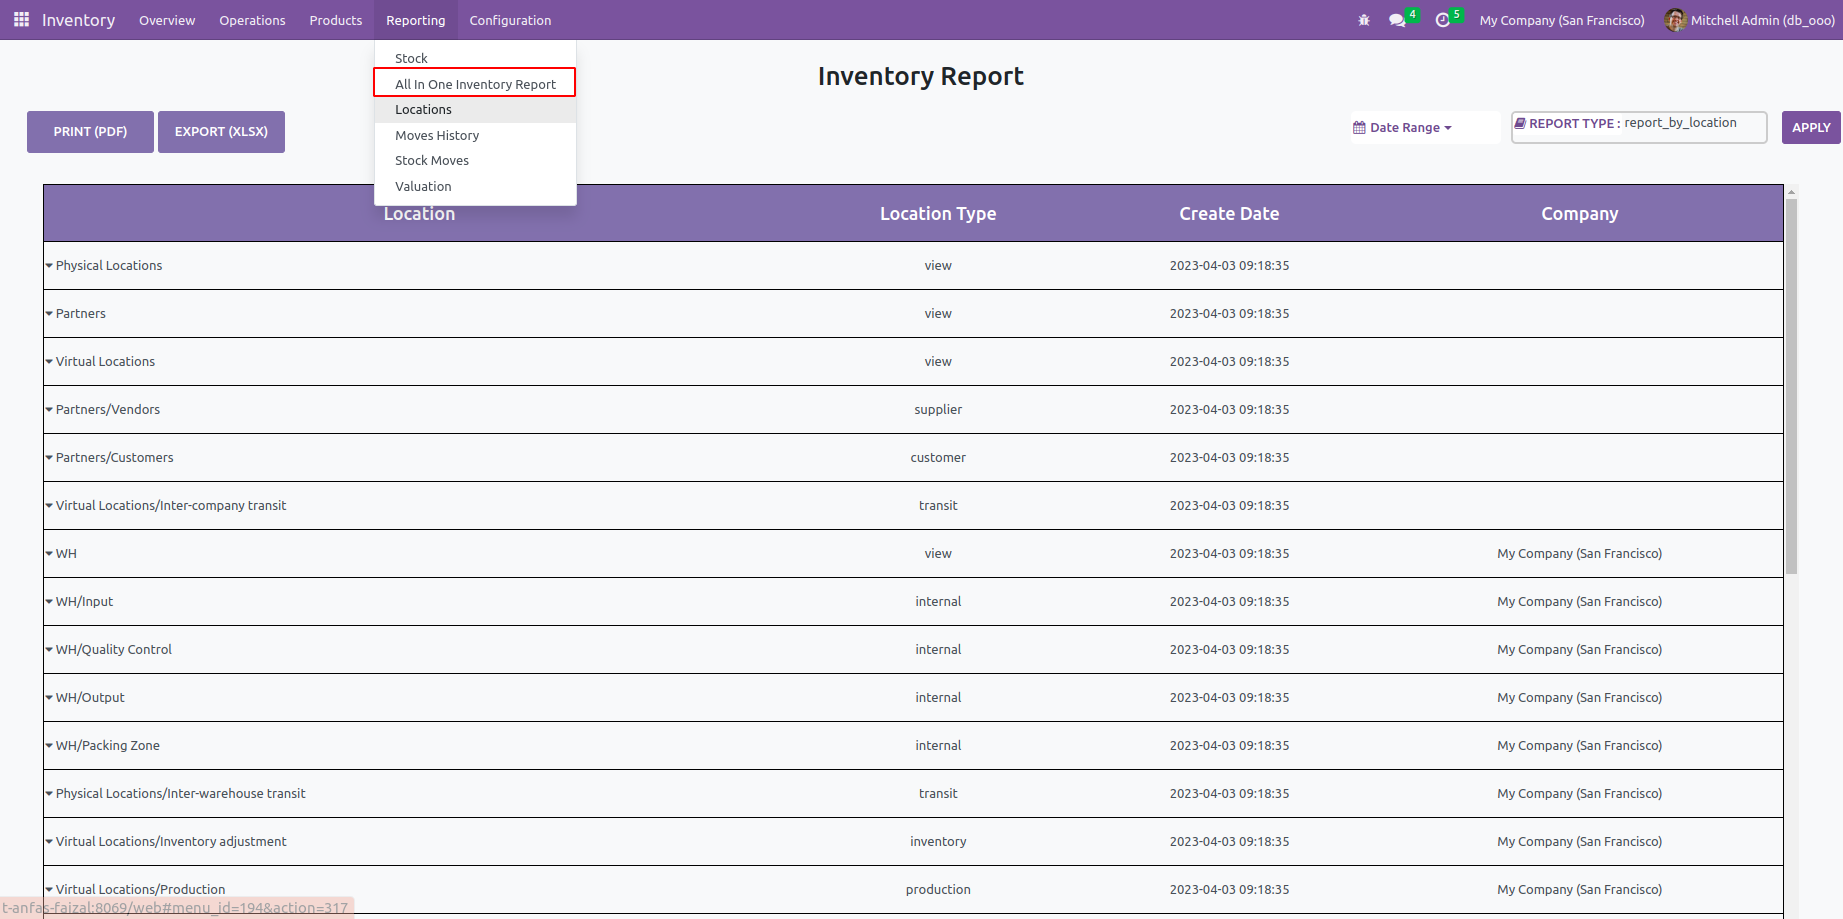 Inventory Overview Operations Products Reporting Configuration 4 5 My Company (San Francisco) Mitchell Admin (db_ooo)
Stock
All In One Inventory Report
Locations
Moves History
Stock Moves
Valuation
Inventory Report
PRINT (PDF) EXPORT (XLSX) Date Range REPORT TYPE : report_by_location APPLY
Location Location Type Create Date Company
Physical Locations view 2023-04-03 09:18:35
Partners view 2023-04-03 09:18:35
Virtual Locations view 2023-04-03 09:18:35
Partners/Vendors supplier 2023-04-03 09:18:35
Partners/Customers customer 2023-04-03 09:18:35
Virtual Locations/Inter-company transit transit 2023-04-03 09:18:35
WH view 2023-04-03 09:18:35 My Company (San Francisco)
WH/Input internal 2023-04-03 09:18:35 My Company (San Francisco)
WH/Quality Control internal 2023-04-03 09:18:35 My Company (San Francisco)
WH/Output internal 2023-04-03 09:18:35 My Company (San Francisco)
WH/Packing Zone internal 2023-04-03 09:18:35 My Company (San Francisco)
Physical Locations/Inter-warehouse transit transit 2023-04-03 09:18:35 My Company (San Francisco)
Virtual Locations/Inventory adjustment inventory 2023-04-03 09:18:35 My Company (San Francisco)
Virtual Locations/Production production 2023-04-03 09:18:35 My Company (San Francisco)
t-anfas-faizal:8069/web#menu_id=194&action=317